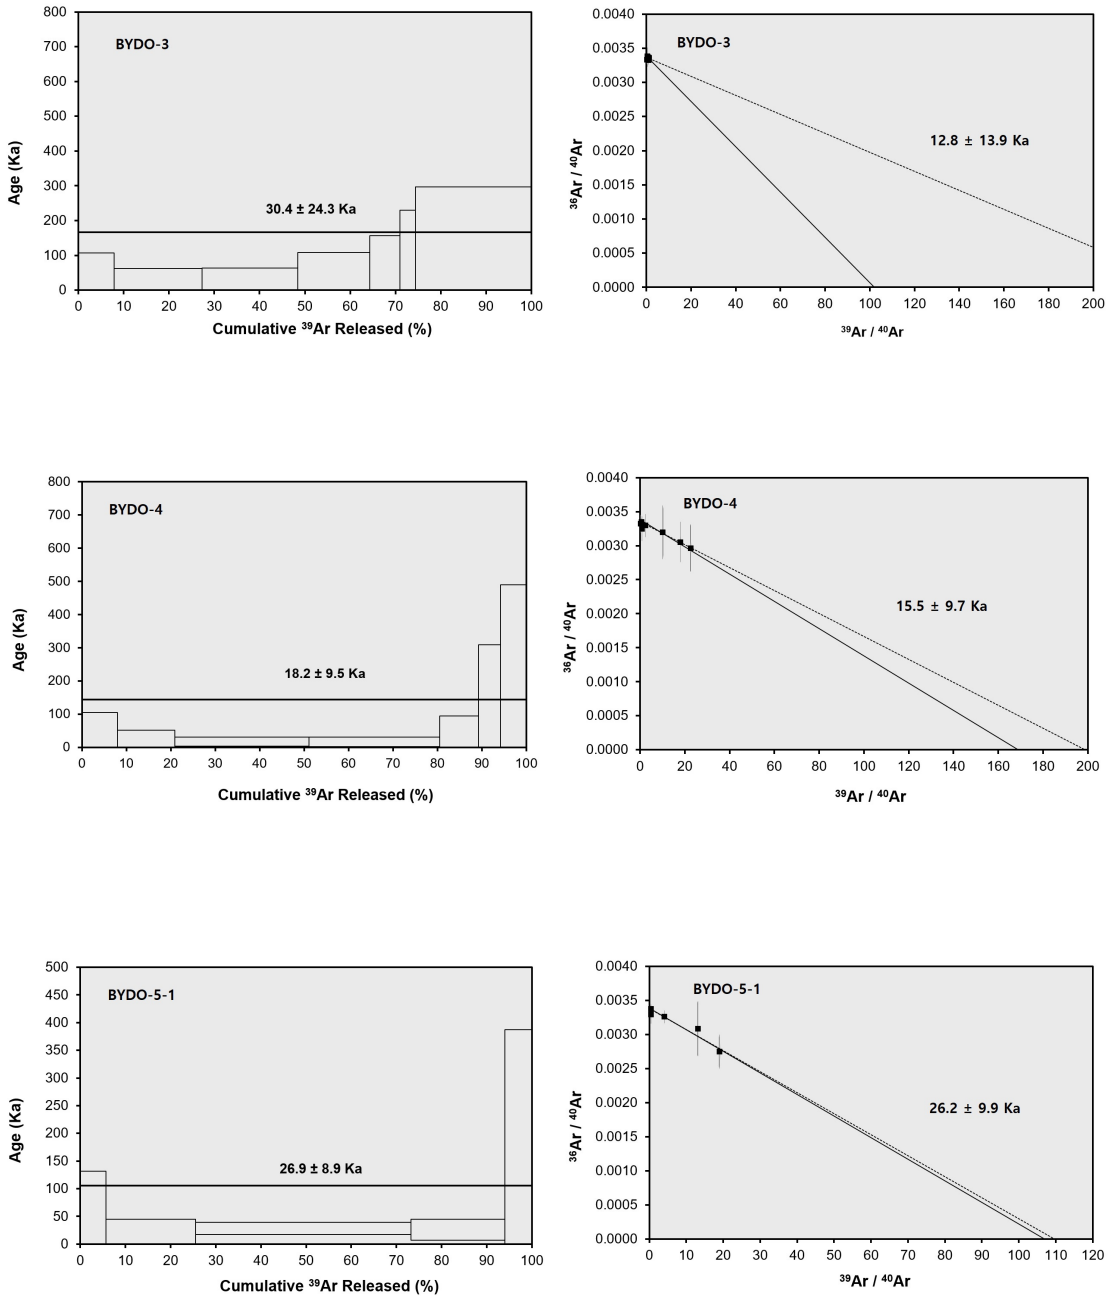 BYDO-3
800
700
600
500
400
300
200
100
0
Age (Ka)
30.4 ± 24.3 Ka
0 10 20 30 40 50 60 70 80 90 100
Cumulative ³⁹Ar Released (%)
BYDO-3
0.0040
0.0035
0.0030
0.0025
0.0020
0.0015
0.0010
0.0005
0.0000
³⁶Ar / ⁴⁰Ar
12.8 ± 13.9 Ka
0 20 40 60 80 100 120 140 160 180 200
³⁹Ar / ⁴⁰Ar
BYDO-4
800
700
600
500
400
300
200
100
0
Age (Ka)
18.2 ± 9.5 Ka
0 10 20 30 40 50 60 70 80 90 100
Cumulative ³⁹Ar Released (%)
BYDO-4
0.0040
0.0035
0.0030
0.0025
0.0020
0.0015
0.0010
0.0005
0.0000
³⁶Ar / ⁴⁰Ar
15.5 ± 9.7 Ka
0 20 40 60 80 100 120 140 160 180 200
³⁹Ar / ⁴⁰Ar
BYDO-5-1
500
450
400
350
300
250
200
150
100
50
0
Age (Ka)
26.9 ± 8.9 Ka
0 10 20 30 40 50 60 70 80 90 100
Cumulative ³⁹Ar Released (%)
BYDO-5-1
0.0040
0.0035
0.0030
0.0025
0.0020
0.0015
0.0010
0.0005
0.0000
³⁶Ar / ⁴⁰Ar
26.2 ± 9.9 Ka
0 10 20 30 40 50 60 70 80 90 100 110 120
³⁹Ar / ⁴⁰Ar